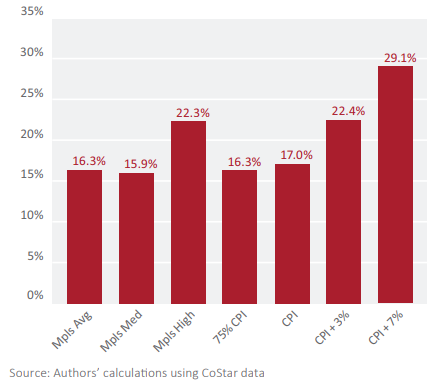 35%
30%
25%
20%
15%
10%
5%
0%
16.3%
15.9%
22.3%
16.3%
17.0%
22.4%
29.1%
Mpls Avg
Mpls Med
Mpls High
75% CPI
CPI
CPI + 3%
CPI + 7%
Source: Authors' calculations using CoStar data